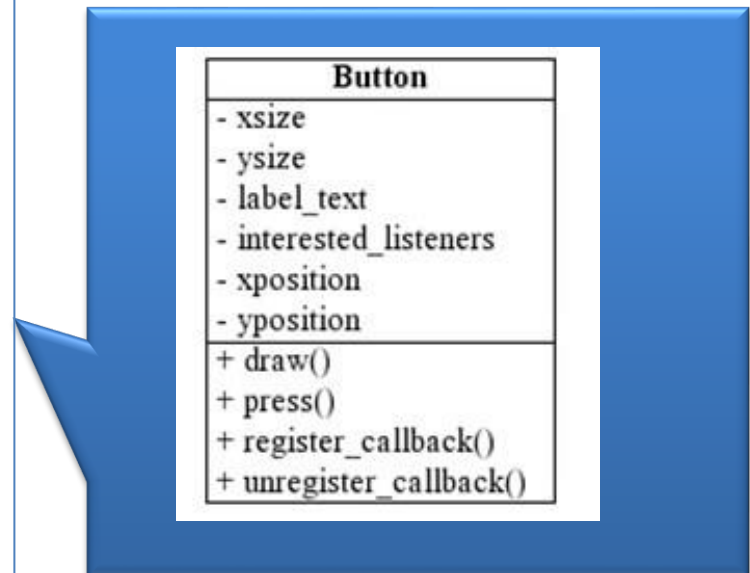 Button
- xsize
- ysize
- label_text
- interested_listeners
- xposition
- yposition
+ draw()
+ press()
+ register_callback()
+ unregister_callback()